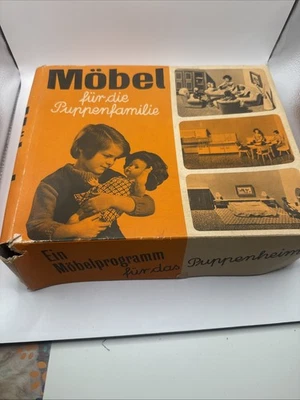 Möbel
für die
Puppenfamilie
Ein
Möbelprogramm
für das Puppenheim